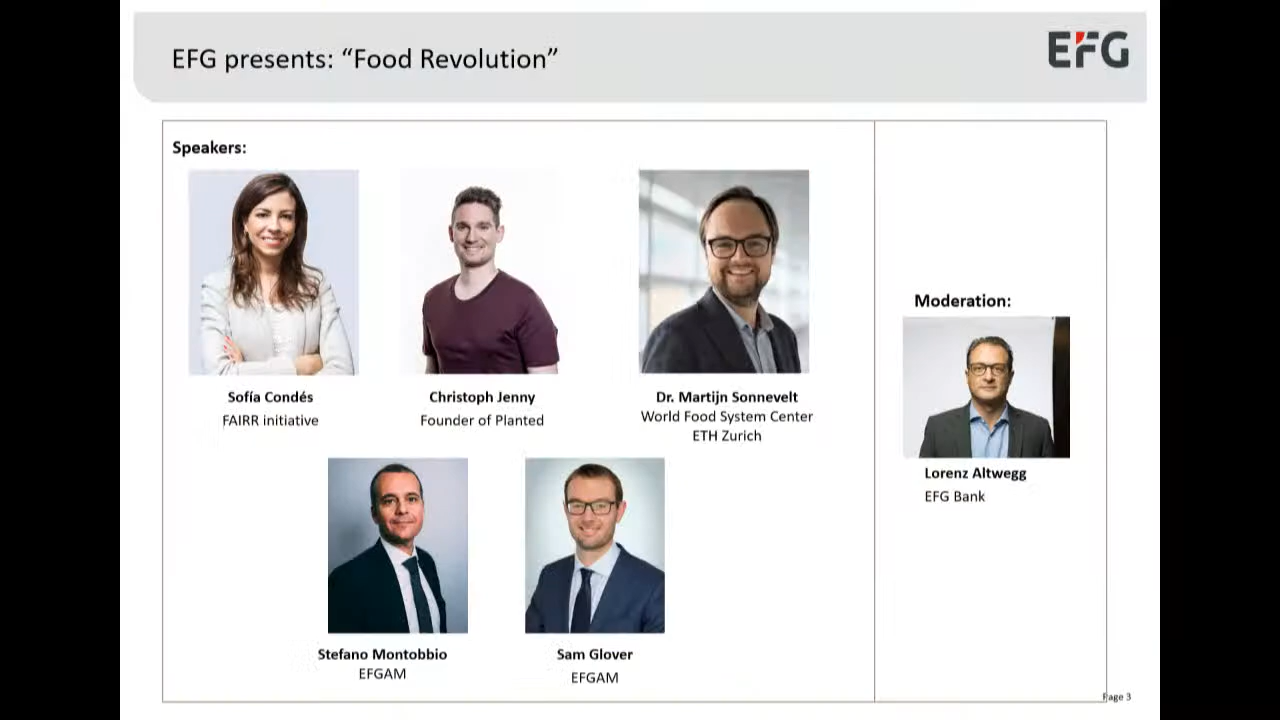 EFG presents: “Food Revolution”
EFG
Speakers:
Sofía Condés
FAIRR initiative
Christoph Jenny
Founder of Planted
Dr. Martijn Sonnevelt
World Food System Center
ETH Zurich
Stefano Montobbio
EFGAM
Sam Glover
EFGAM
Moderation:
Lorenz Altwegg
EFG Bank
Page 3